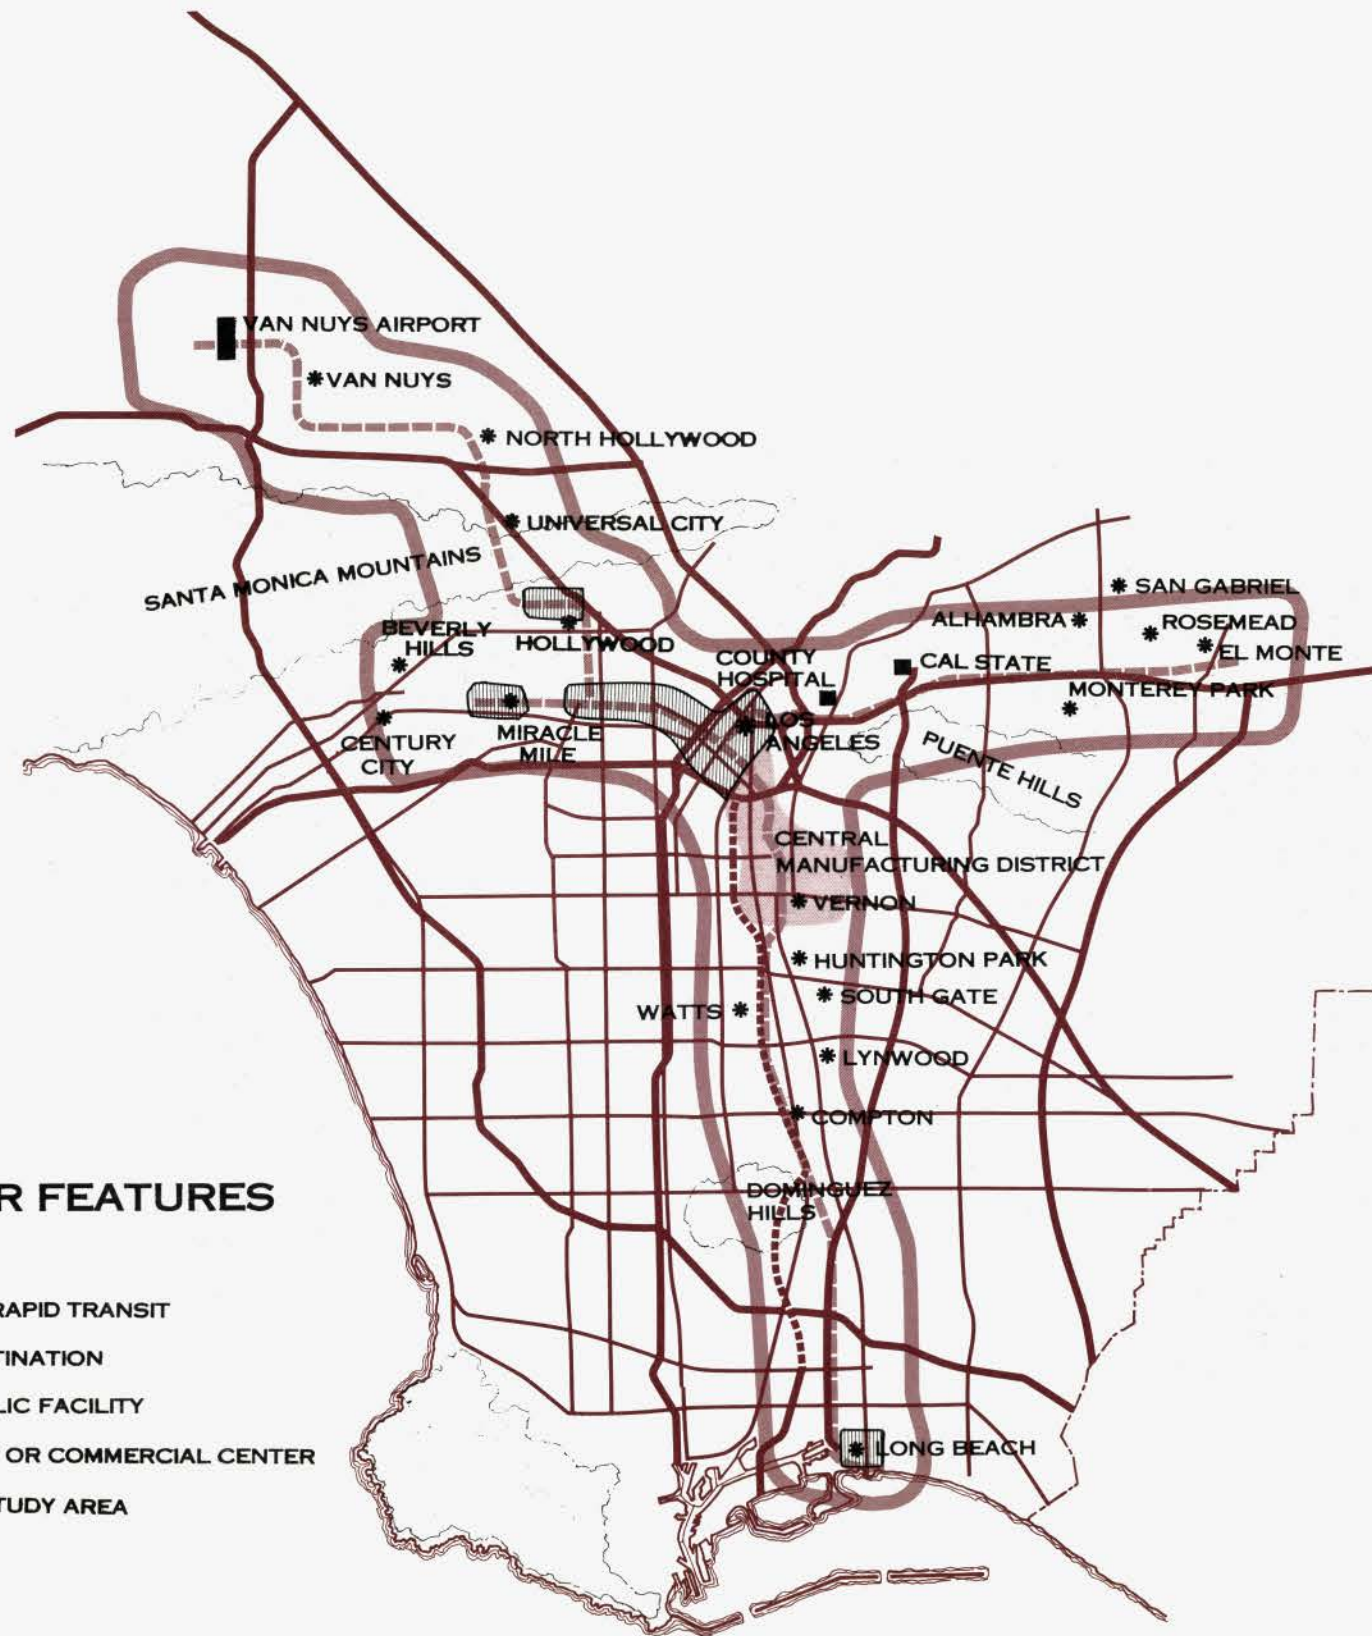 VAN NUYS AIRPORT
VAN NUYS
NORTH HOLLYWOOD
UNIVERSAL CITY
SANTA MONICA MOUNTAINS
SAN GABRIEL
ALHAMBRA
ROSEMEAD
BEVERLY
HILLS
HOLLYWOOD
COUNTY
HOSPITAL
CAL STATE
EL MONTE
MONTEREY PARK
CENTURY
CITY
MIRACLE
MILE
LOS
ANGELES
PUENTE HILLS
CENTRAL
MANUFACTURING DISTRICT
VERNON
HUNTINGTON PARK
SOUTH GATE
WATTS
LYNWOOD
COMPTON
DOMINGUEZ
HILLS
LONG BEACH
R FEATURES
RAPID TRANSIT
TINATION
LIC FACILITY
OR COMMERCIAL CENTER
TUDY AREA